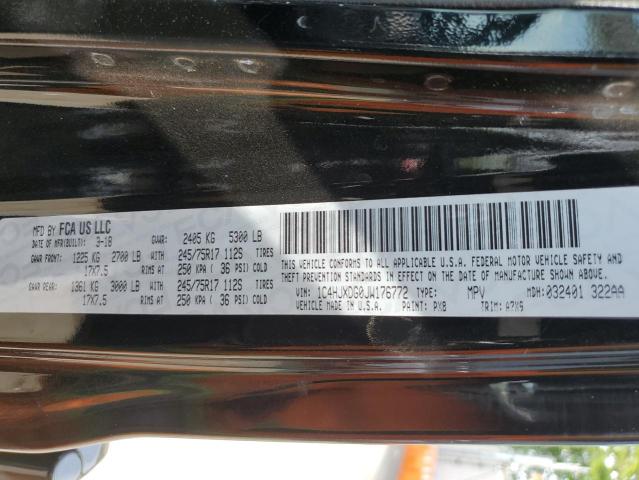 MFD BY FCA US LLC
DATE OF MFR(BUILT): 3-18 GVWR: 2405 KG 5300 LB
GAWR FRONT: 1225 KG 2700 LB WITH 245/75R17 112S TIRES
17X7.5 RIMS AT 250 KPA ( 36 PSI) COLD
GAWR REAR: 1361 KG 3000 LB WITH 245/75R17 112S TIRES
17X7.5 RIMS AT 250 KPA ( 36 PSI) COLD
THIS VEHICLE CONFORMS TO ALL APPLICABLE U.S.A. FEDERAL MOTOR VEHICLE SAFETY,
BUMPER, AND THEFT PREVENTION STANDARDS IN EFFECT ON THE
DATE OF MANUFACTURE SHOWN ABOVE.
VIN: 1C4HJXDG0JW176772 TYPE: MPV MDH: 032401 322AA
VEHICLE MADE IN U.S.A. PAINT: PX8 TRIM: A7X9